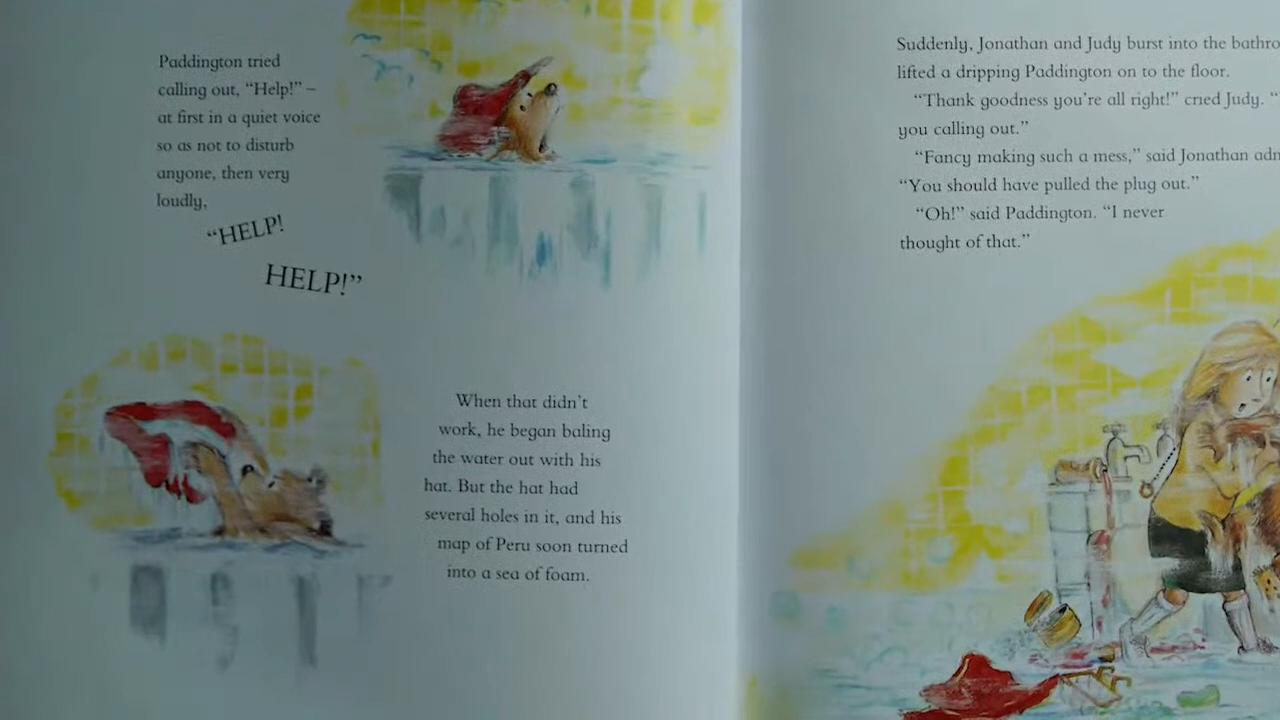 Paddington tried
calling out, “Help!” –
at first in a quiet voice
so as not to disturb
anyone, then very
loudly,
“HELP!
HELP!”
When that didn’t
work, he began baling
the water out with his
hat. But the hat had
several holes in it, and his
map of Peru soon turned
into a sea of foam.
Suddenly, Jonathan and Judy burst into the
lifted a dripping Paddington on to the floor.
“Thank goodness you’re all right!” cried Judy. “
you calling out.”
“Fancy making such a mess,” said Jonathan
“You should have pulled the plug out.”
“Oh!” said Paddington. “I never
thought of that.”